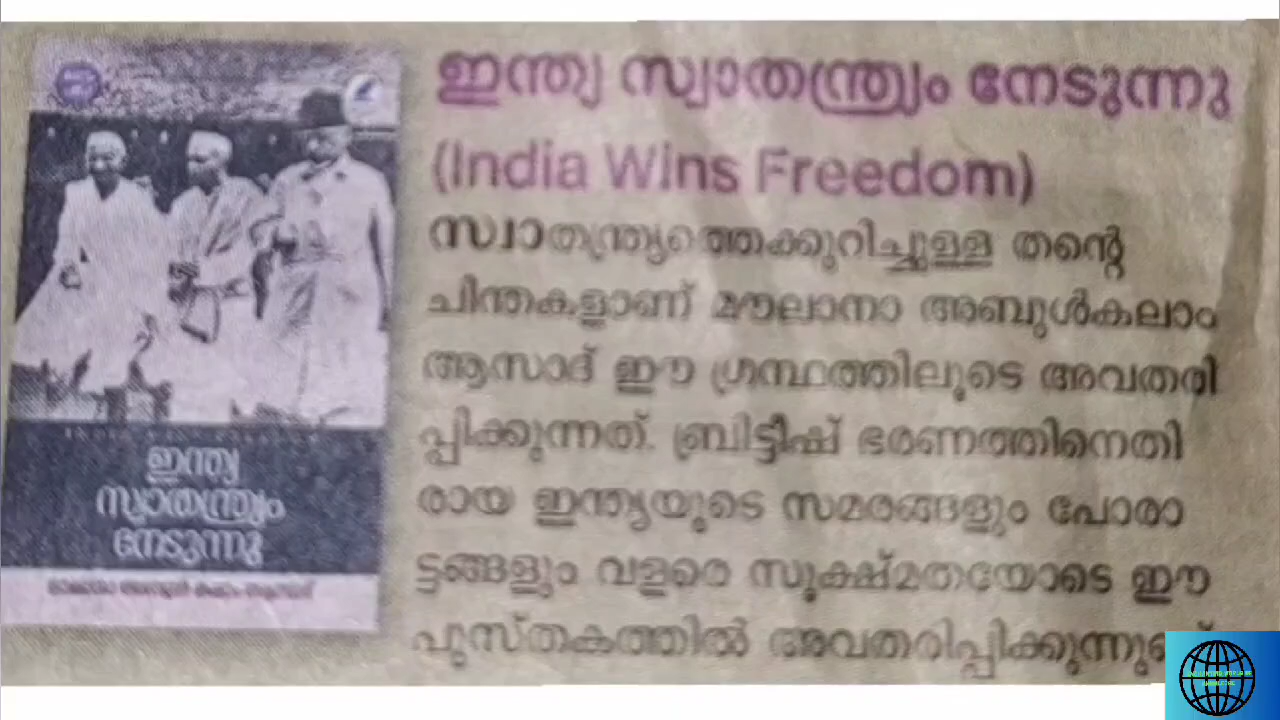 ഇന്ത്യ സ്വാതന്ത്ര്യം നേടുന്നു
(India Wins Freedom)
സ്വാതന്ത്ര്യത്തെക്കുറിച്ചുള്ള തന്റെ
ചിന്തകളാണ് മൗലാനാ അബുൾകലാം
ആസാദ് ഈ ഗ്രന്ഥത്തിലൂടെ അവതരി
പ്പിക്കുന്നത്. ബ്രിട്ടീഷ് ഭരണത്തിനെതി
രായ ഇന്ത്യയുടെ സമരങ്ങളും പോരാ
ട്ടങ്ങളും വളരെ സൂക്ഷ്മതയോടെ ഈ
പുസ്തകത്തിൽ
ഇന്ത്യ
സ്വാതന്ത്ര്യം
നേടുന്നു